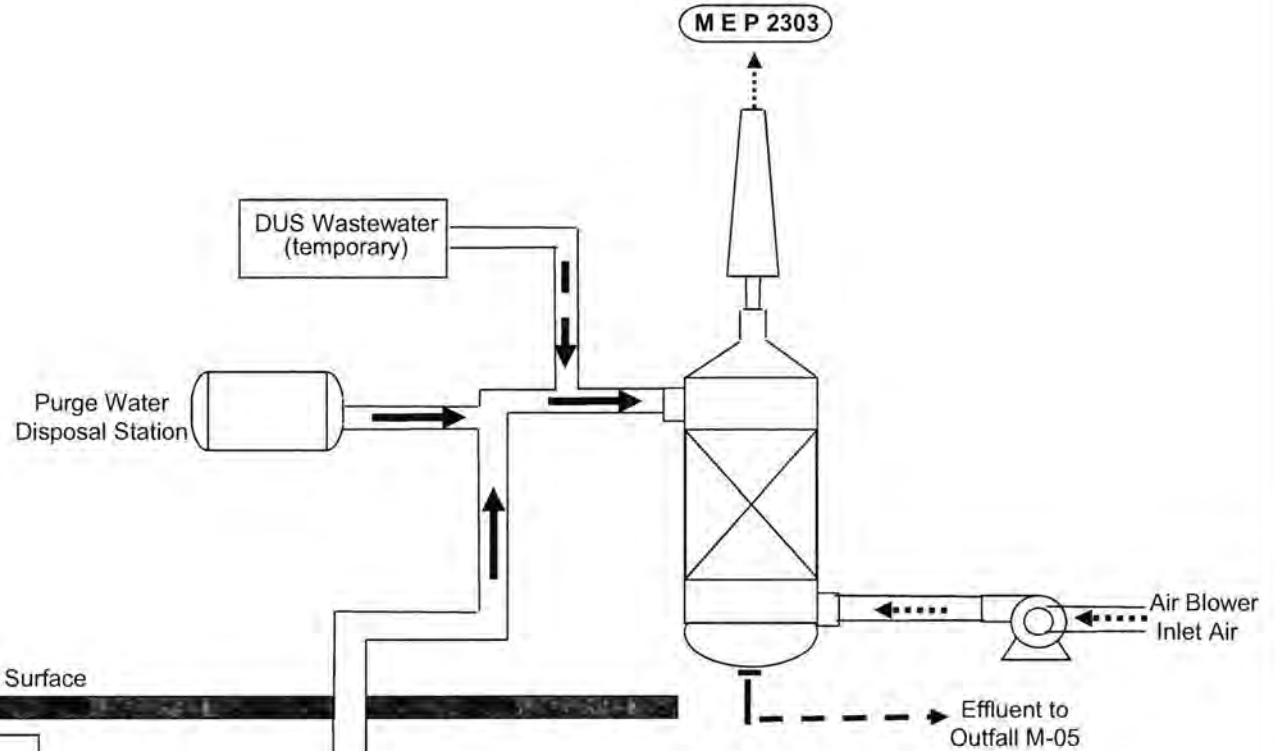 M E P 2303
DUS Wastewater
(temporary)
Purge Water
Disposal Station
Air Blower
Inlet Air
Surface
Effluent to
Outfall M-05